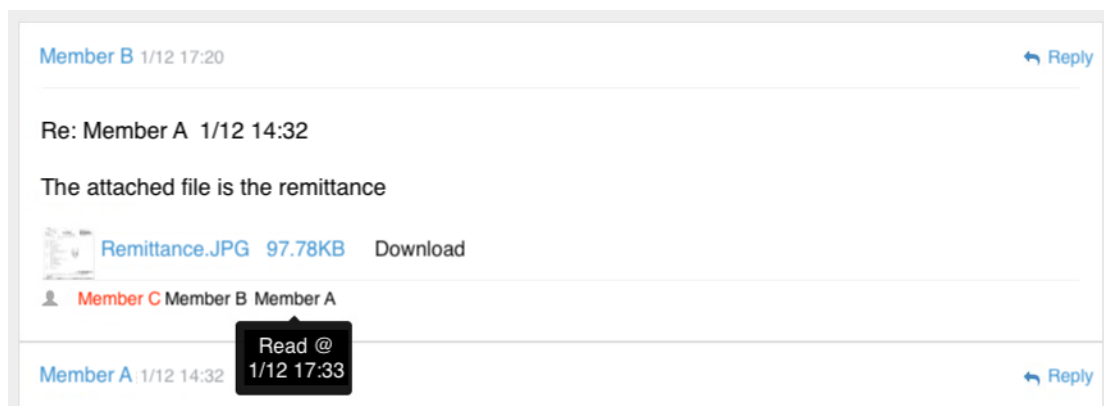 Member B 1/12 17:20 Reply
Re: Member A 1/12 14:32
The attached file is the remittance
Remittance.JPG 97.78KB Download
Member C Member B Member A
Read @
1/12 17:33
Member A 1/12 14:32 Reply